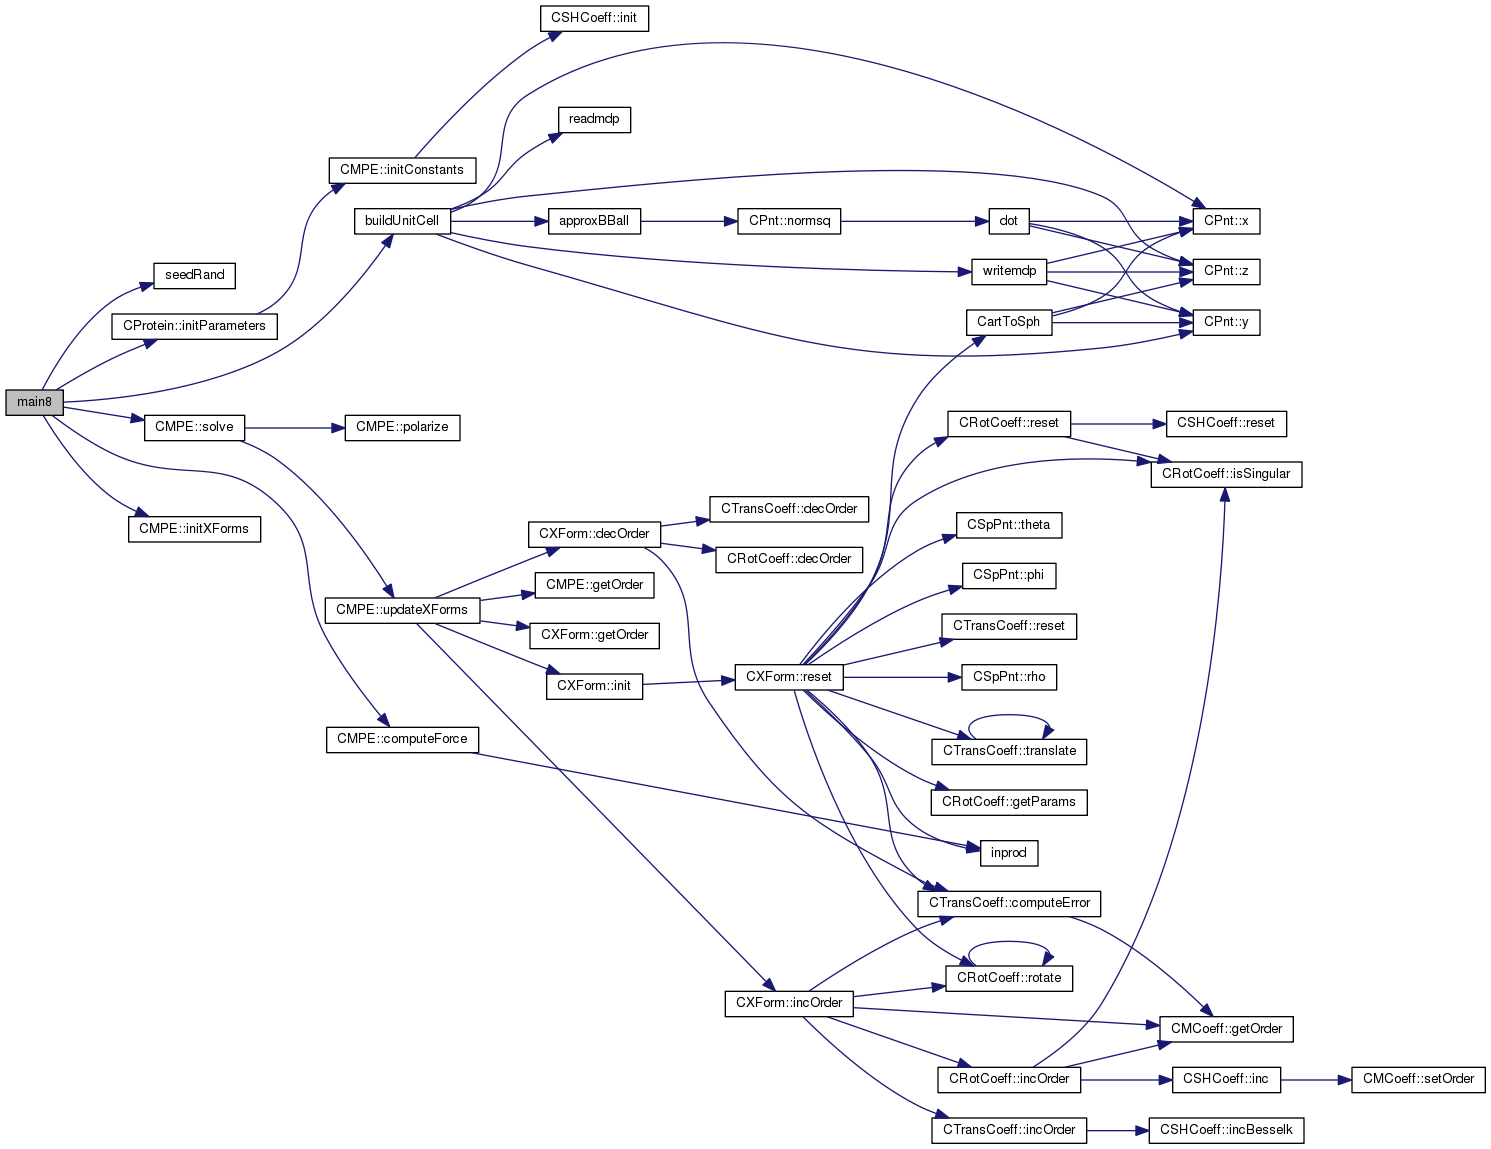 CSHCoeff::init
readmdp
CMPE::initConstants
buildUnitCell
approxBBall
CPnt::normsq
dot
CPnt::x
seedRand
writemdp
CPnt::z
CProtein::initParameters
CartToSph
CPnt::y
main8
CMPE::solve
CMPE::polarize
CRotCoeff::reset
CSHCoeff::reset
CRotCoeff::isSingular
CMPE::initXForms
CXForm::decOrder
CTransCoeff::decOrder
CSpPnt::theta
CRotCoeff::decOrder
CMPE::getOrder
CSpPnt::phi
CMPE::updateXForms
CXForm::getOrder
CTransCoeff::reset
CXForm::init
CXForm::reset
CSpPnt::rho
CMPE::computeForce
CTransCoeff::translate
CRotCoeff::getParams
inprod
CTransCoeff::computeError
CRotCoeff::rotate
CXForm::incOrder
CMCoeff::getOrder
CRotCoeff::incOrder
CSHCoeff::inc
CMCoeff::setOrder
CTransCoeff::incOrder
CSHCoeff::incBesselk